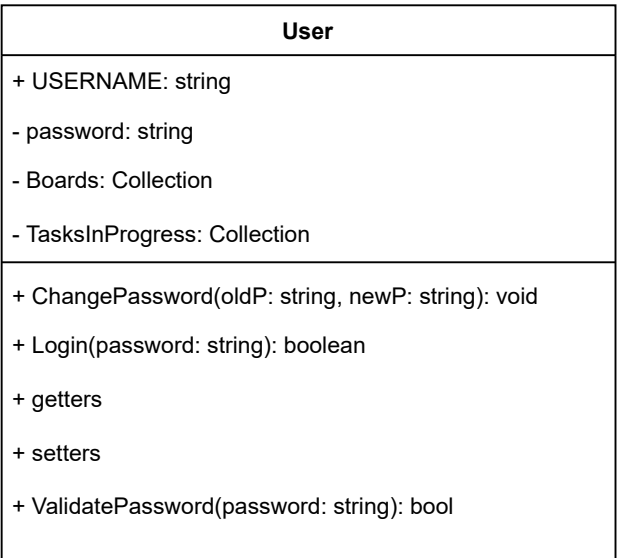 User
+ USERNAME: string
- password: string
- Boards: Collection
- TasksInProgress: Collection
+ ChangePassword(oldP: string, newP: string): void
+ Login(password: string): boolean
+ getters
+ setters
+ ValidatePassword(password: string): bool